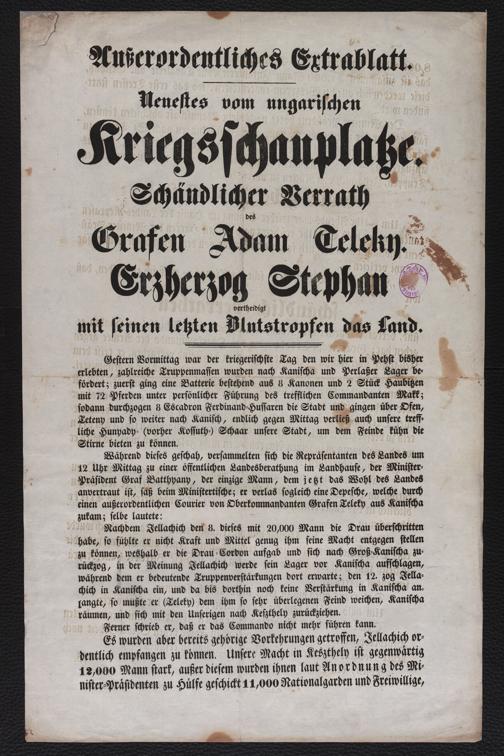 Außerordentliches Extrablatt.
Neuestes vom ungarischen
Kriegsschauplatze.
Schändlicher Verrath
des
Grafen Adam Teleky.
Erzherzog Stephan
vertheidigt
mit seinen letzten Blutstropfen das Land.
Gestern Vormittag war der kriegerischste Tag den wir hier in Pehst bisher
erlebten, zahlreiche Truppenmassen wurden nach Kanischa und Perlaßer Lager be-
fördert; zuerst ging eine Batterie bestehend aus 8 Kanonen und 2 Stück Haubitzen
mit 72 Pferden unter persönlicher Führung des trefflichen Commandanten Makk;
sodann durchzogen 8 Escadron Ferdinand-Hussaren die Stadt und gingen über Ofen,
Teteny und so weiter nach Kanisch, endlich gegen Mittag verließ auch unsere treff-
liche Hunyady- (vorher Kossuth-) Schaar unsere Stadt, um dem Feinde kühn die
Stirne bieten zu können.
Während dieses geschah, versammelten sich die Repräsentanten des Landes um
12 Uhr Mittag zu einer öffentlichen Landesberathung im Landhause, der Minister-
Präsident Graf Batthyany, der einzige Mann, dem jetzt das Wohl des Landes
anvertraut ist, saß beim Ministertische; er verlas sogleich eine Depesche, welche durch
einen außerordentlichen Courier von Oberkommandanten Grafen Teleky aus Kanischa
zukam; selbe lautete:
Nachdem Jellachich den 8. dieses mit 20,000 Mann die Drau überschritten
habe, so fühlte er nicht Kraft und Mittel genug ihm seine Macht entgegen stellen
zu können, weshalb er die Drau-Cordon aufgab und sich nach Groß-Kanischa zu-
rückzog, in der Meinung Jellachich werde sein Lager vor Kanischa aufschlagen,
während dem er bedeutende Truppenverstärkungen dort erwarte; den 12. zog Jella-
chich in Kanischa ein, und da bis dorthin noch keine Verstärkung in Kanischa an-
langte, so mußte er (Teleky) dem ihm so sehr überlegenen Feind weichen, Kanischa
räumen, und sich mit den Unserigen nach Keszthely zurückziehen.
Ferner schrieb er, daß er das Commando nicht mehr führen kann.
Es wurden aber bereits gehörige Vorkehrungen getroffen, Jellachich or-
dentlich empfangen zu können. Unsere Macht in Keszthely ist gegenwärtig
12,000 Mann stark, außer diesem wurden ihnen laut Anordnung des Mi-
nister-Präsidenten zu Hülfe geschickt 11,000 Nationalgarden und Freiwillige,